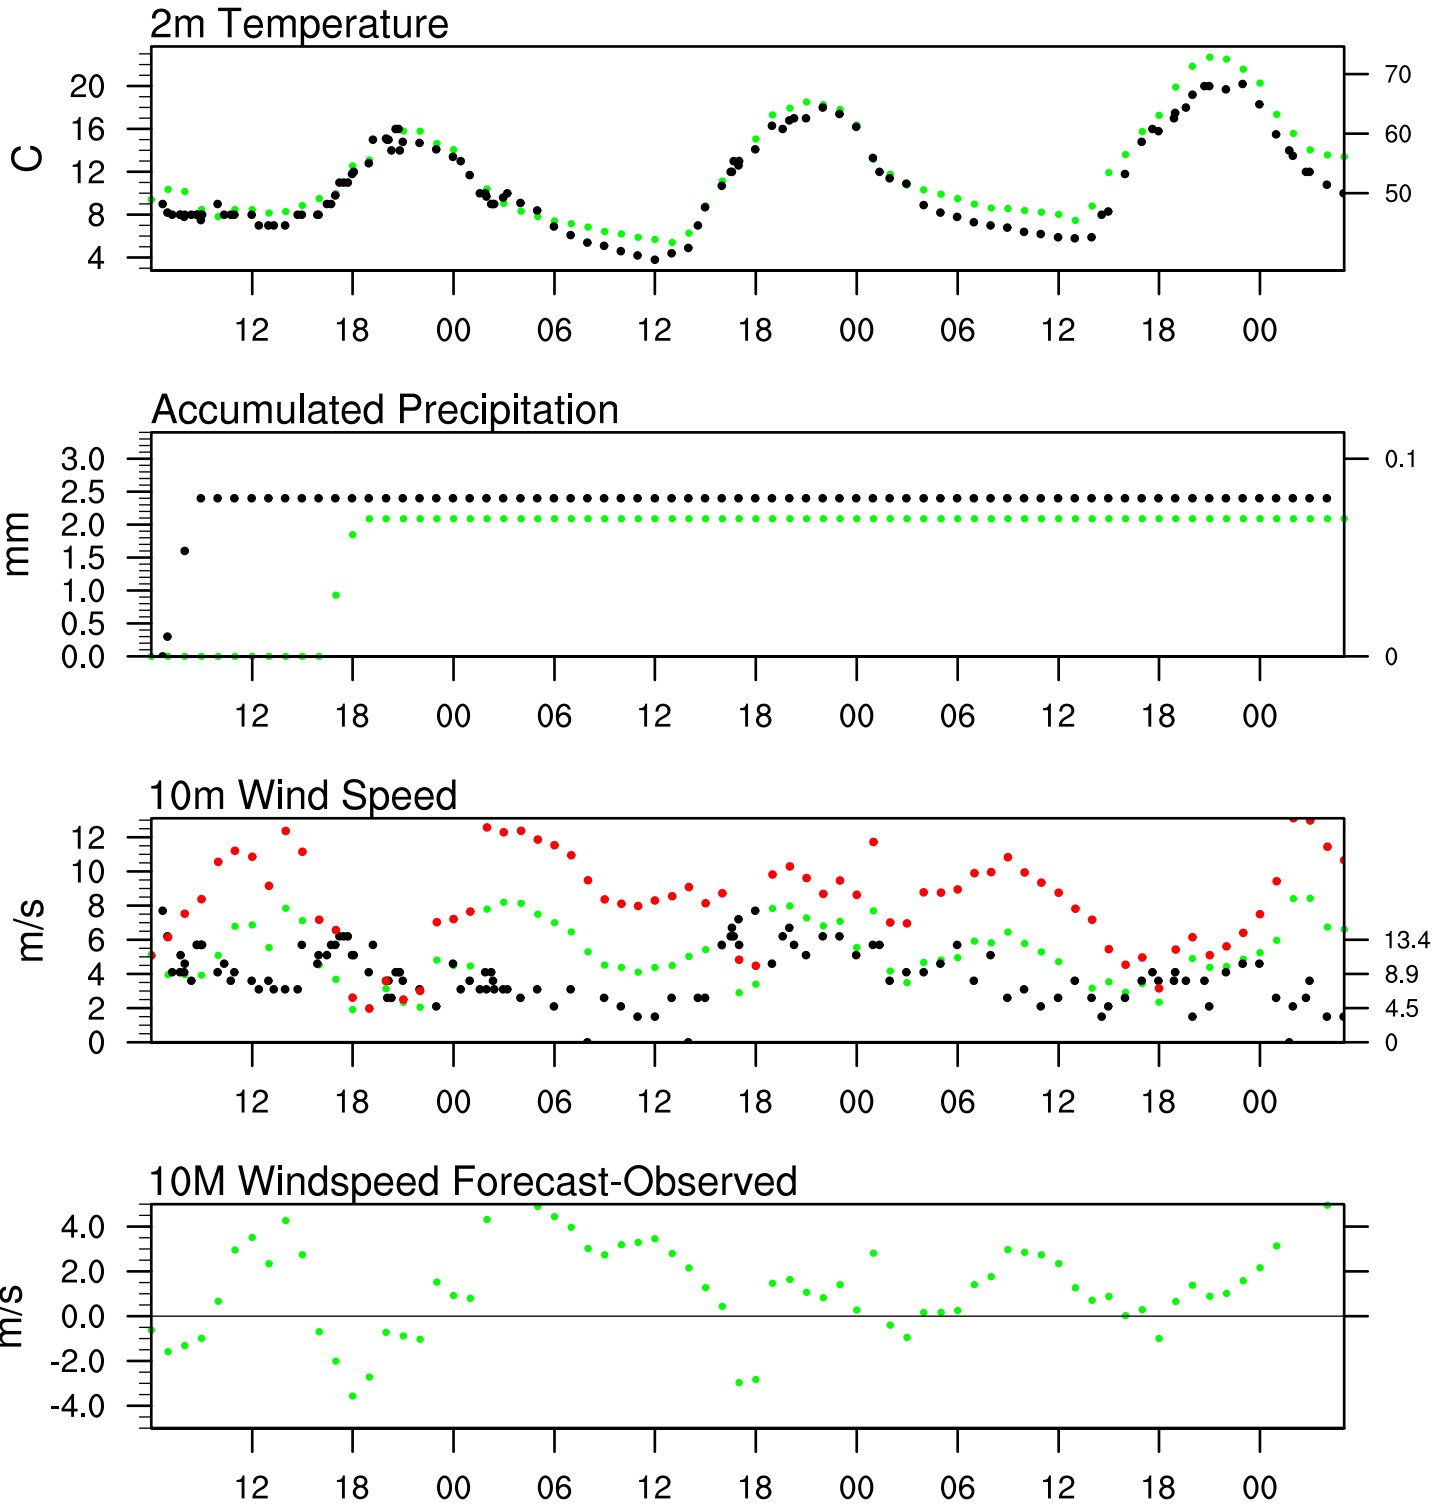 2m Temperature
C
20
16
12
8
4
70
60
50
12 18 00 06 12 18 00 06 12 18 00
Accumulated Precipitation
mm
3.0
2.5
2.0
1.5
1.0
0.5
0.0
0.1
0
12 18 00 06 12 18 00 06 12 18 00
10m Wind Speed
m/s
12
10
8
6
4
2
0
13.4
8.9
4.5
0
12 18 00 06 12 18 00 06 12 18 00
10M Windspeed Forecast-Observed
m/s
4.0
2.0
0.0
-2.0
-4.0
12 18 00 06 12 18 00 06 12 18 00